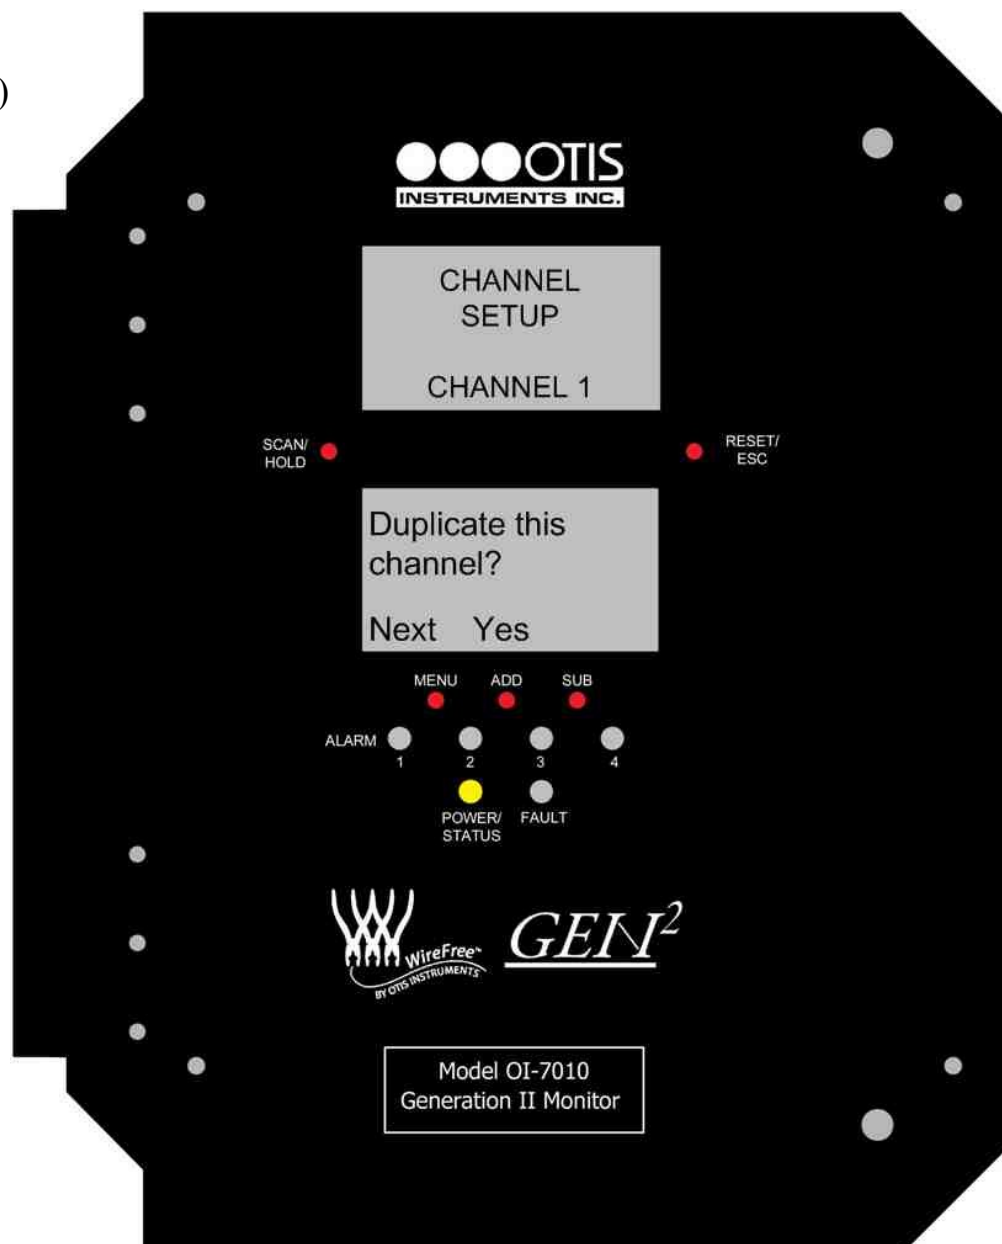 )
OTIS
INSTRUMENTS INC.
CHANNEL
SETUP
CHANNEL 1
SCAN/
HOLD
RESET/
ESC
Duplicate this
channel?
Next Yes
MENU ADD SUB
ALARM
1 2 3 4
POWER/
STATUS
FAULT
WireFree™
BY OTIS INSTRUMENTS
GEN²
Model OI-7010
Generation II Monitor